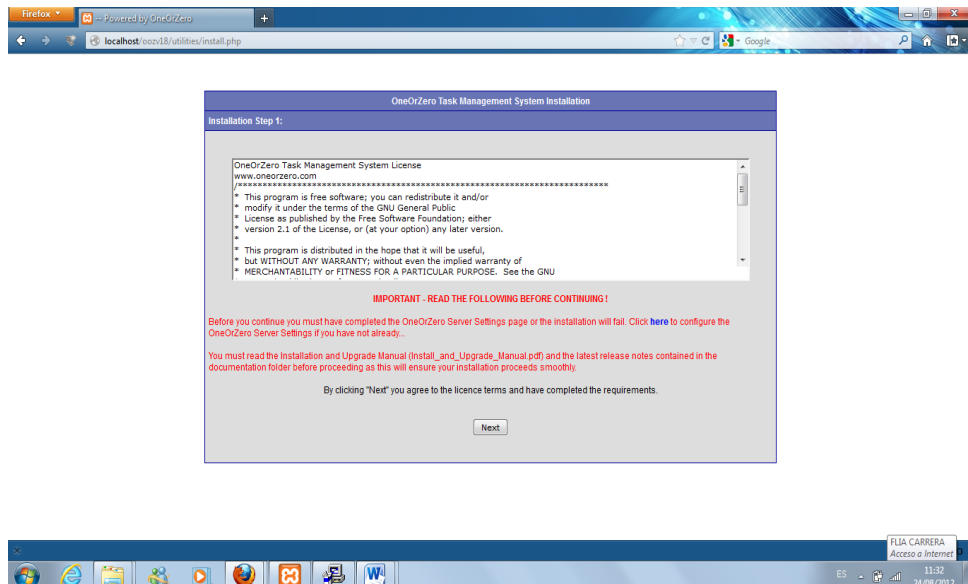 Firefox
-- Powered by OneOrZero
localhost/oozv18/utilities/install.php
Google
OneOrZero Task Management System Installation
Installation Step 1:
OneOrZero Task Management System License
www.oneorzero.com
/***************************************************************************
* This program is free software; you can redistribute it and/or
* modify it under the terms of the GNU General Public
* License as published by the Free Software Foundation; either
* version 2.1 of the License, or (at your option) any later version.
*
* This program is distributed in the hope that it will be useful,
* but WITHOUT ANY WARRANTY; without even the implied warranty of
* MERCHANTABILITY or FITNESS FOR A PARTICULAR PURPOSE. See the GNU
IMPORTANT - READ THE FOLLOWING BEFORE CONTINUING !
Before you continue you must have completed the OneOrZero Server Settings page or the installation will fail. Click here to configure the
OneOrZero Server Settings if you have not already...
You must read the Installation and Upgrade Manual (Install_and_Upgrade_Manual.pdf) and the latest release notes contained in the
documentation folder before proceeding as this will ensure your installation proceeds smoothly.
By clicking "Next" you agree to the licence terms and have completed the requirements.
Next
FLIA CARRERA
Acceso a Internet
ES
11:32
24/08/2012